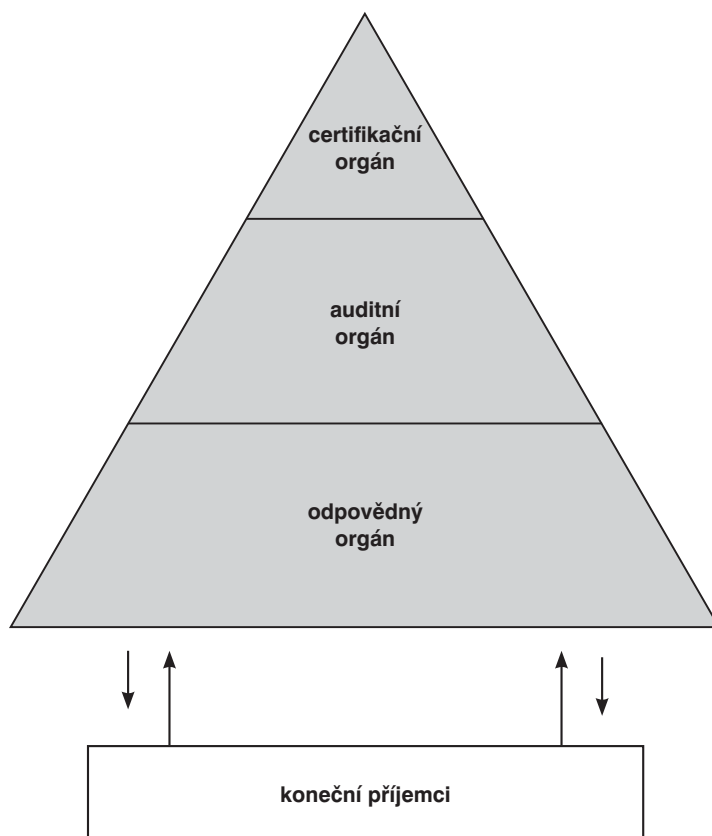 certifikační
orgán
auditní
orgán
odpovědný
orgán
koneční příjemci